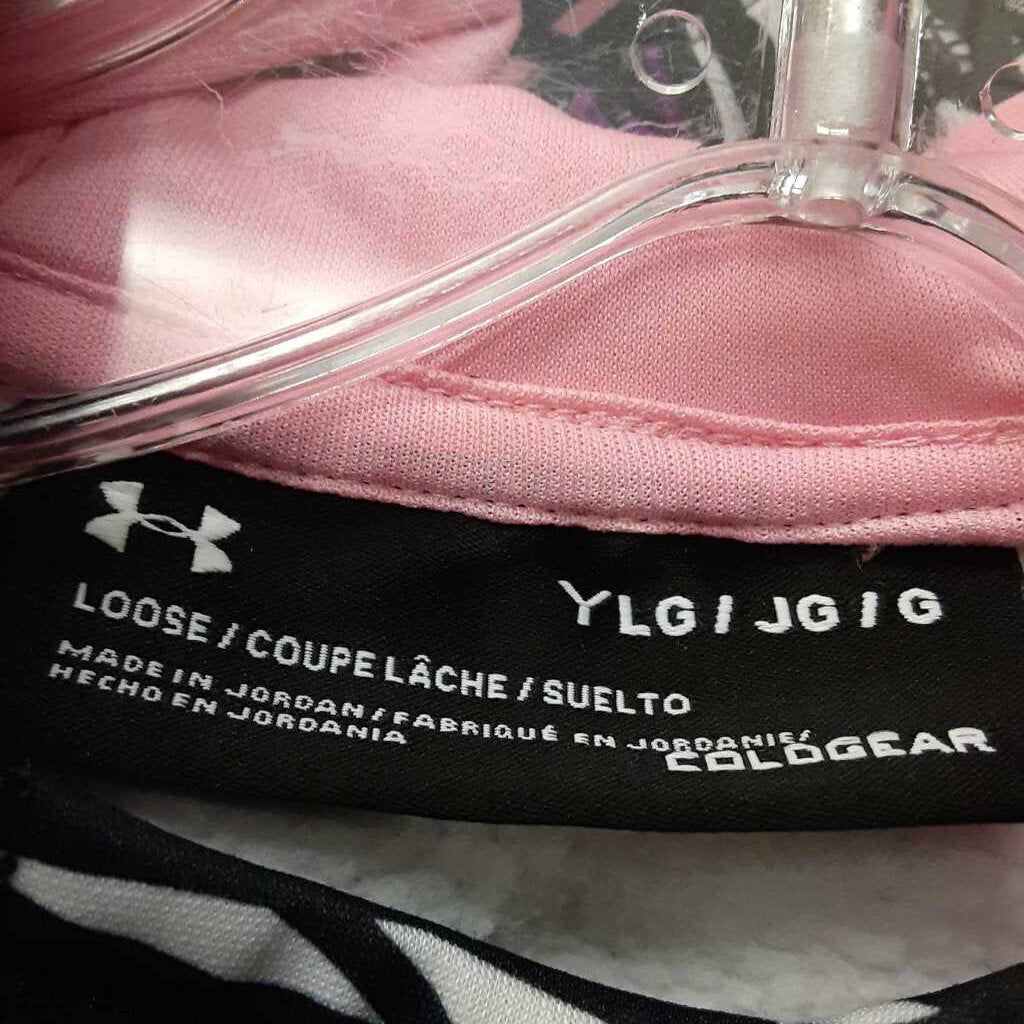 YLG / JG / G
LOOSE / COUPE LÂCHE / SUELTO
MADE IN JORDAN / FABRIQUÉ EN JORDANIE/
HECHO EN JORDANIA
COLDGEAR